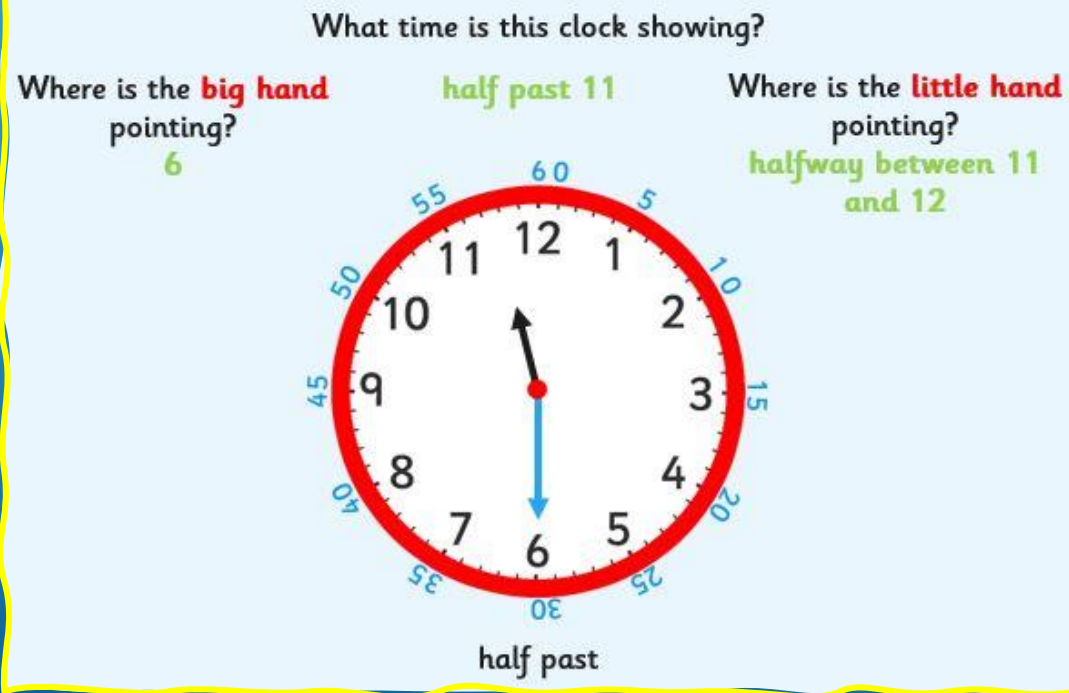 What time is this clock showing?
Where is the big hand
pointing?
6
half past 11
Where is the little hand
pointing?
halfway between 11
and 12
60
5
10
15
20
25
30
35
40
45
50
55
12
1
2
3
4
5
6
7
8
9
10
11
half past